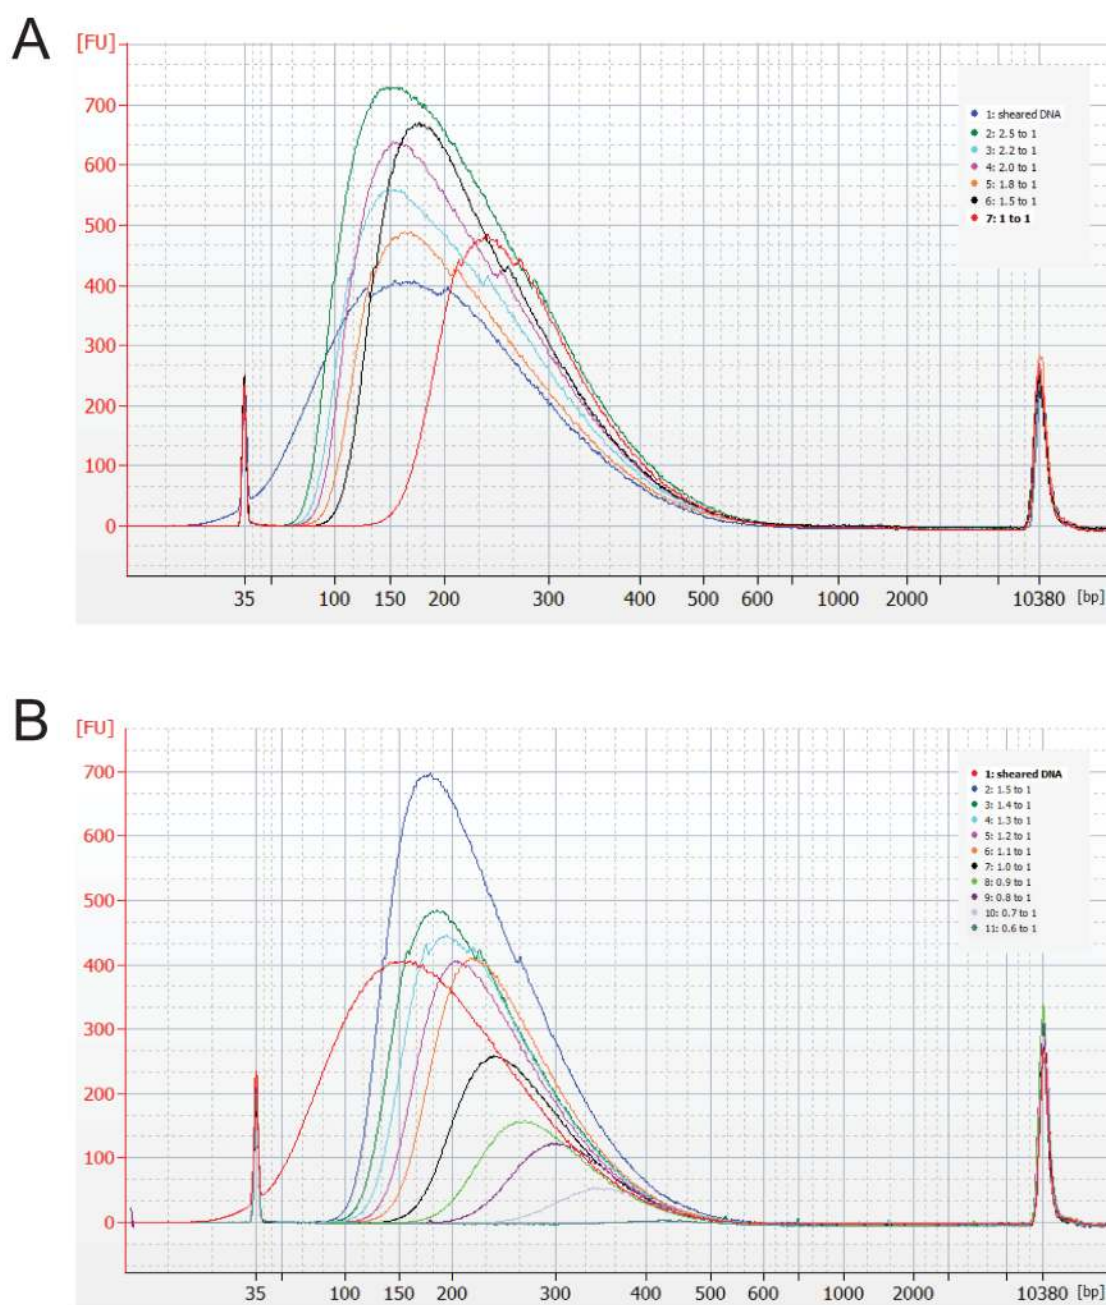 A
[FU]
700
600
500
400
300
200
100
0
35 100 150 200 300 400 500 600 1000 2000 10380 [bp]
1: sheared DNA
2: 2.5 to 1
3: 2.2 to 1
4: 2.0 to 1
5: 1.8 to 1
6: 1.5 to 1
7: 1 to 1
B
[FU]
700
600
500
400
300
200
100
0
35 100 150 200 300 400 500 600 1000 2000 10380 [bp]
1: sheared DNA
2: 1.5 to 1
3: 1.4 to 1
4: 1.3 to 1
5: 1.2 to 1
6: 1.1 to 1
7: 1.0 to 1
8: 0.9 to 1
9: 0.8 to 1
10: 0.7 to 1
11: 0.6 to 1